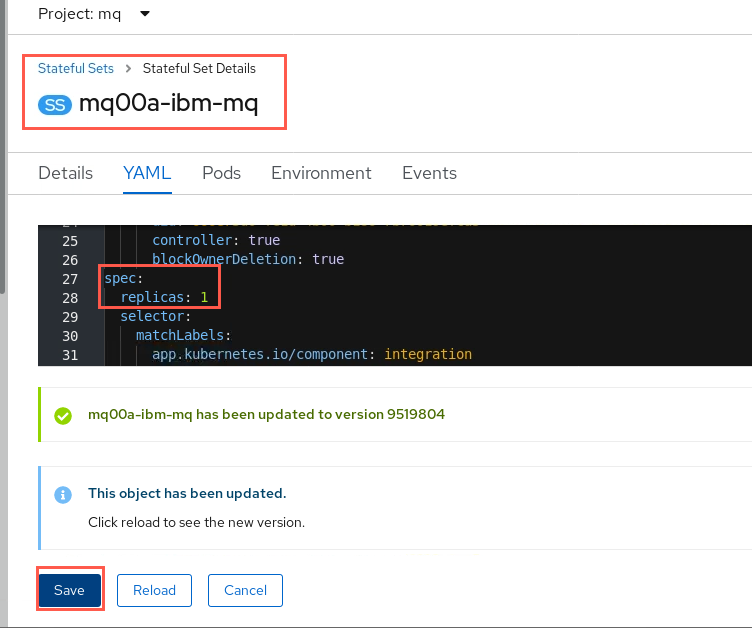 Project: mq
Stateful Sets > Stateful Set Details
SS mq00a-ibm-mq
Details YAML Pods Environment Events
25 controller: true
26 blockOwnerDeletion: true
27 spec:
28 replicas: 1
29 selector:
30 matchLabels:
31 app.kubernetes.io/component: integration
mq00a-ibm-mq has been updated to version 9519804
This object has been updated.
Click reload to see the new version.
Save Reload Cancel